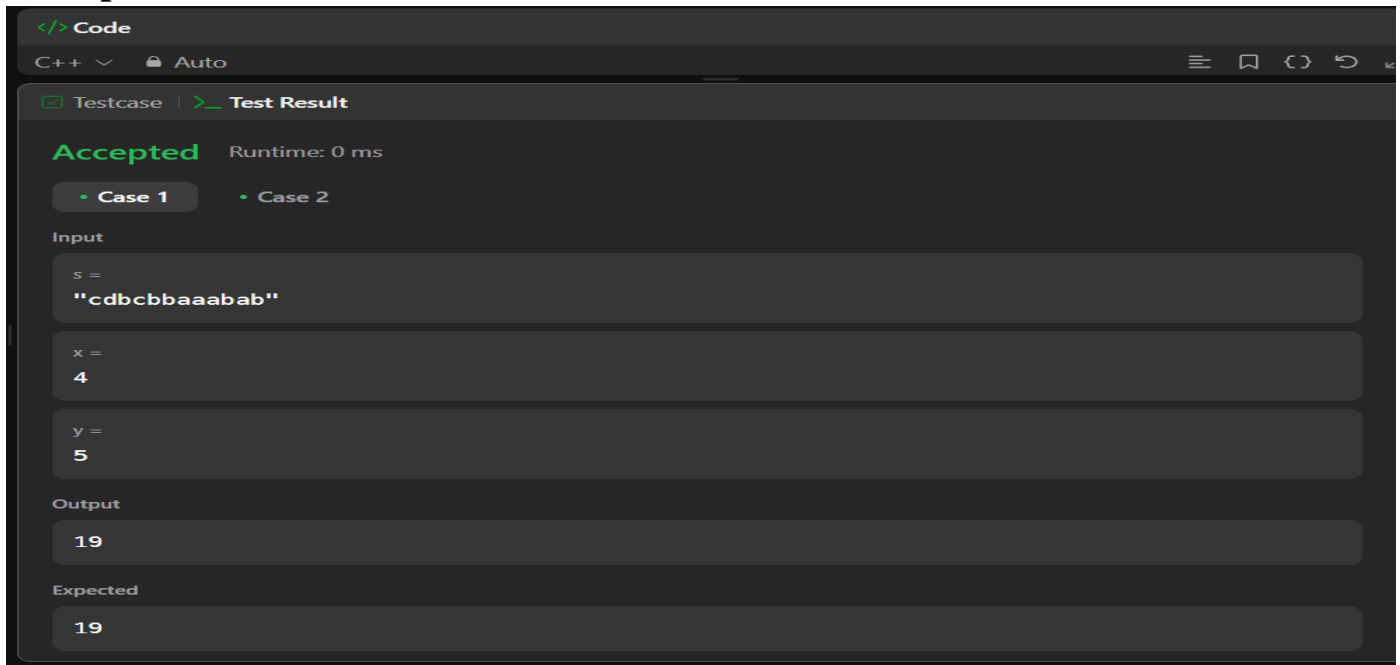 </> Code
C++ Auto
Testcase | >_ Test Result
Accepted Runtime: 0 ms
• Case 1 • Case 2
Input
s =
"cdbcbbaaabab"
x =
4
y =
5
Output
19
Expected
19